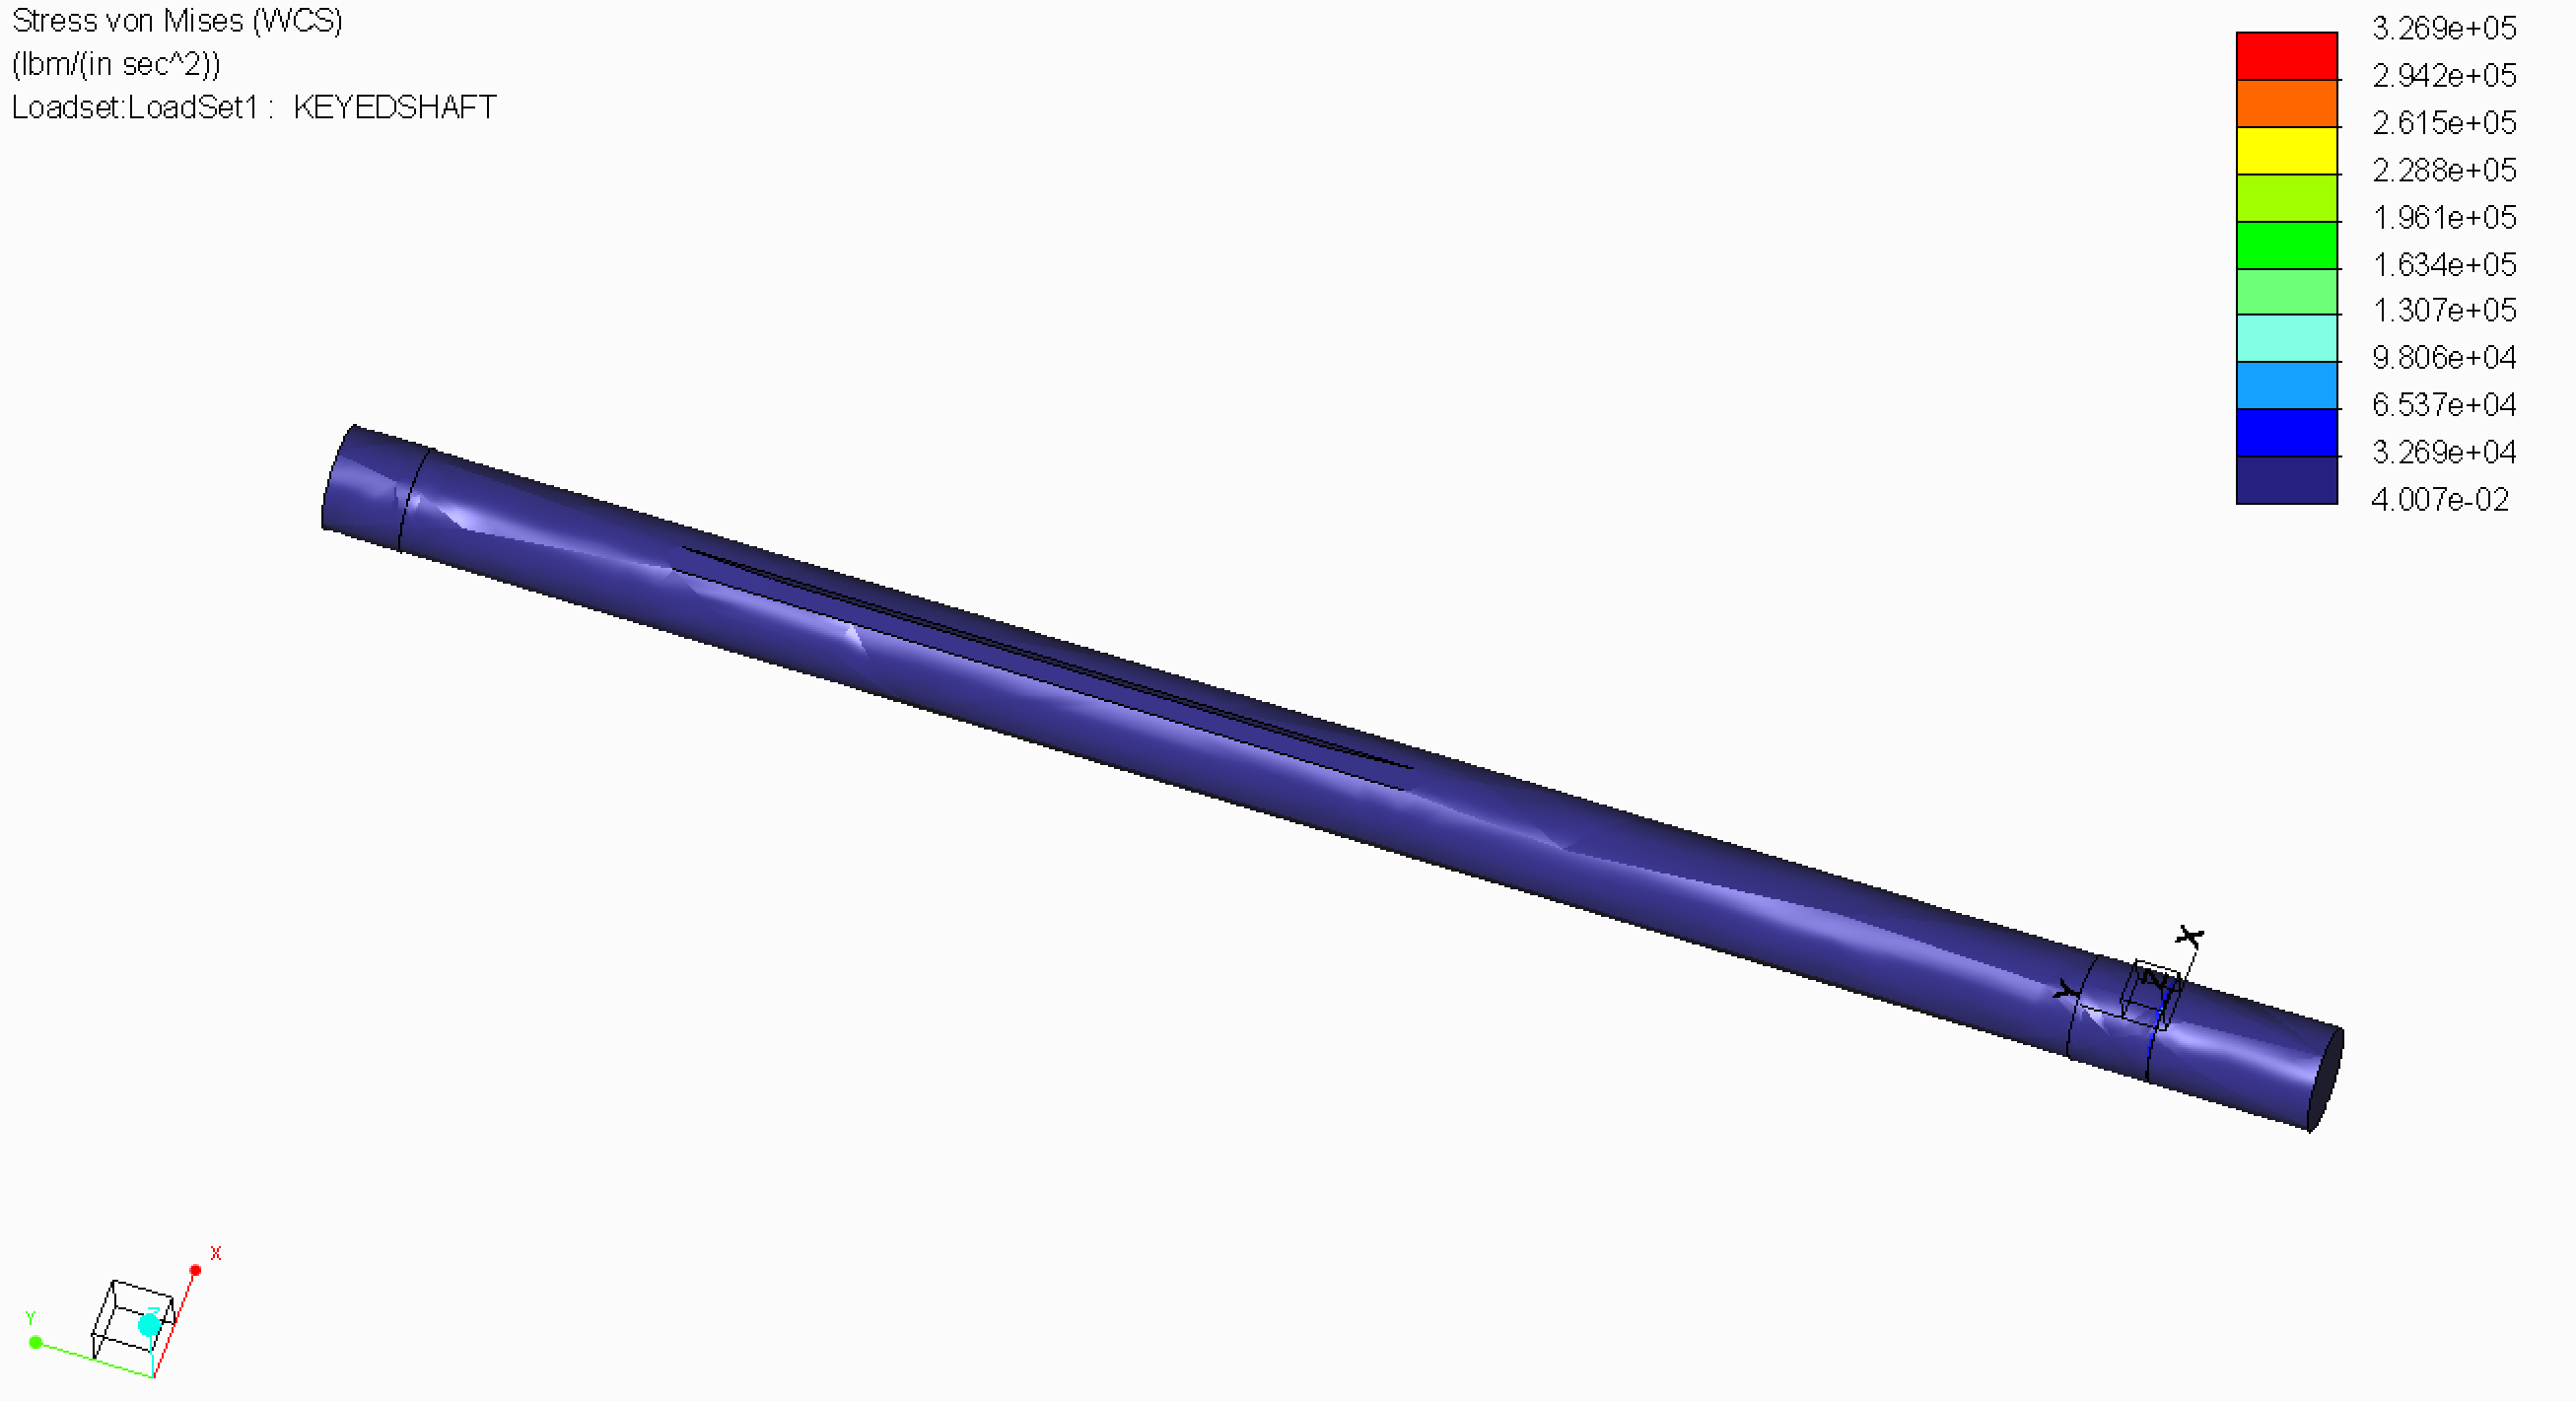 Stress von Mises (WCS)
(lbm/(in sec^2))
Loadset:LoadSet1 : KEYEDSHAFT
3.269e+05
2.942e+05
2.615e+05
2.288e+05
1.961e+05
1.634e+05
1.307e+05
9.806e+04
6.537e+04
3.269e+04
4.007e-02
X
Y
Z
X
Y
Z